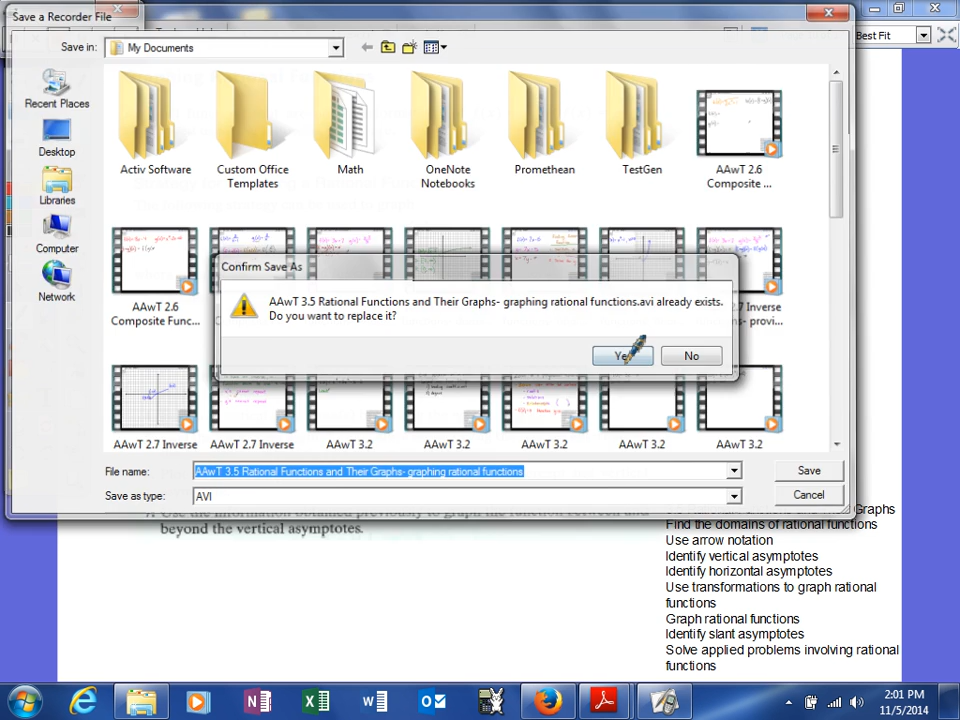 Save a Recorder File
Save in:
My Documents
Best Fit
Recent Places
Desktop
Libraries
Computer
Network
Activ Software
Custom Office
Templates
Math
OneNote
Notebooks
Promethean
TestGen
AAwT 2.6
Composite ...
AAwT 2.6
Composite Func...
Confirm Save As
AAwT 3.5 Rational Functions and Their Graphs- graphing rational functions.avi already exists.
Do you want to replace it?
Yes
No
AAwT 2.7 Inverse
AAwT 2.7 Inverse
AAwT 3.2
AAwT 3.2
AAwT 3.2
AAwT 3.2
AAwT 3.2
File name:
AAwT 3.5 Rational Functions and Their Graphs- graphing rational functions
Save
Save as type:
AVI
Cancel
beyond the vertical asymptotes.
Graphs
Find the domains of rational functions
Use arrow notation
Identify vertical asymptotes
Identify horizontal asymptotes
Use transformations to graph rational
functions
Graph rational functions
Identify slant asymptotes
Solve applied problems involving rational
functions
2:01 PM
11/5/2014